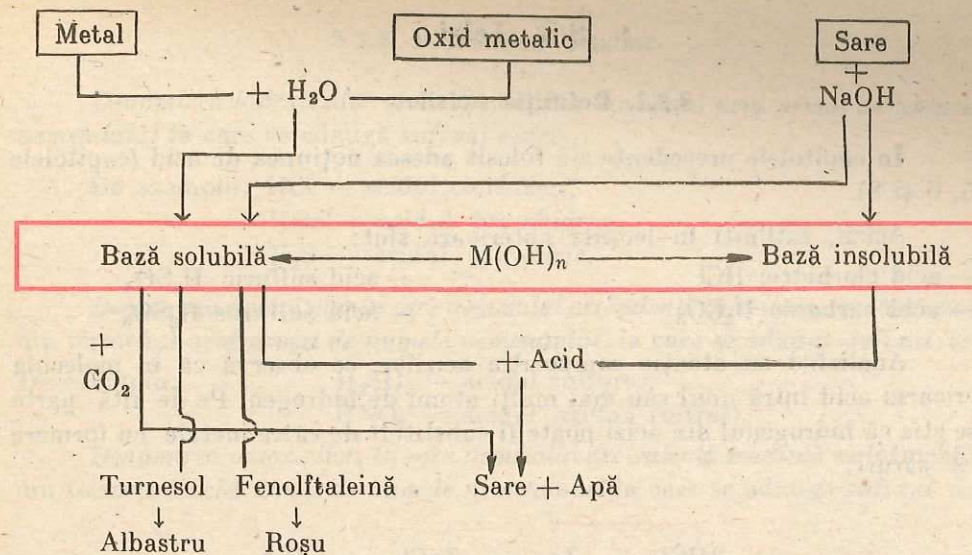 Metal Oxid metalic Sare
+ H₂O + NaOH
Bază solubilă M(OH)ₙ Bază insolubilă
+ CO₂ + Acid
Turnesol Fenolftaleină Sare + Apă
Albastru Roșu